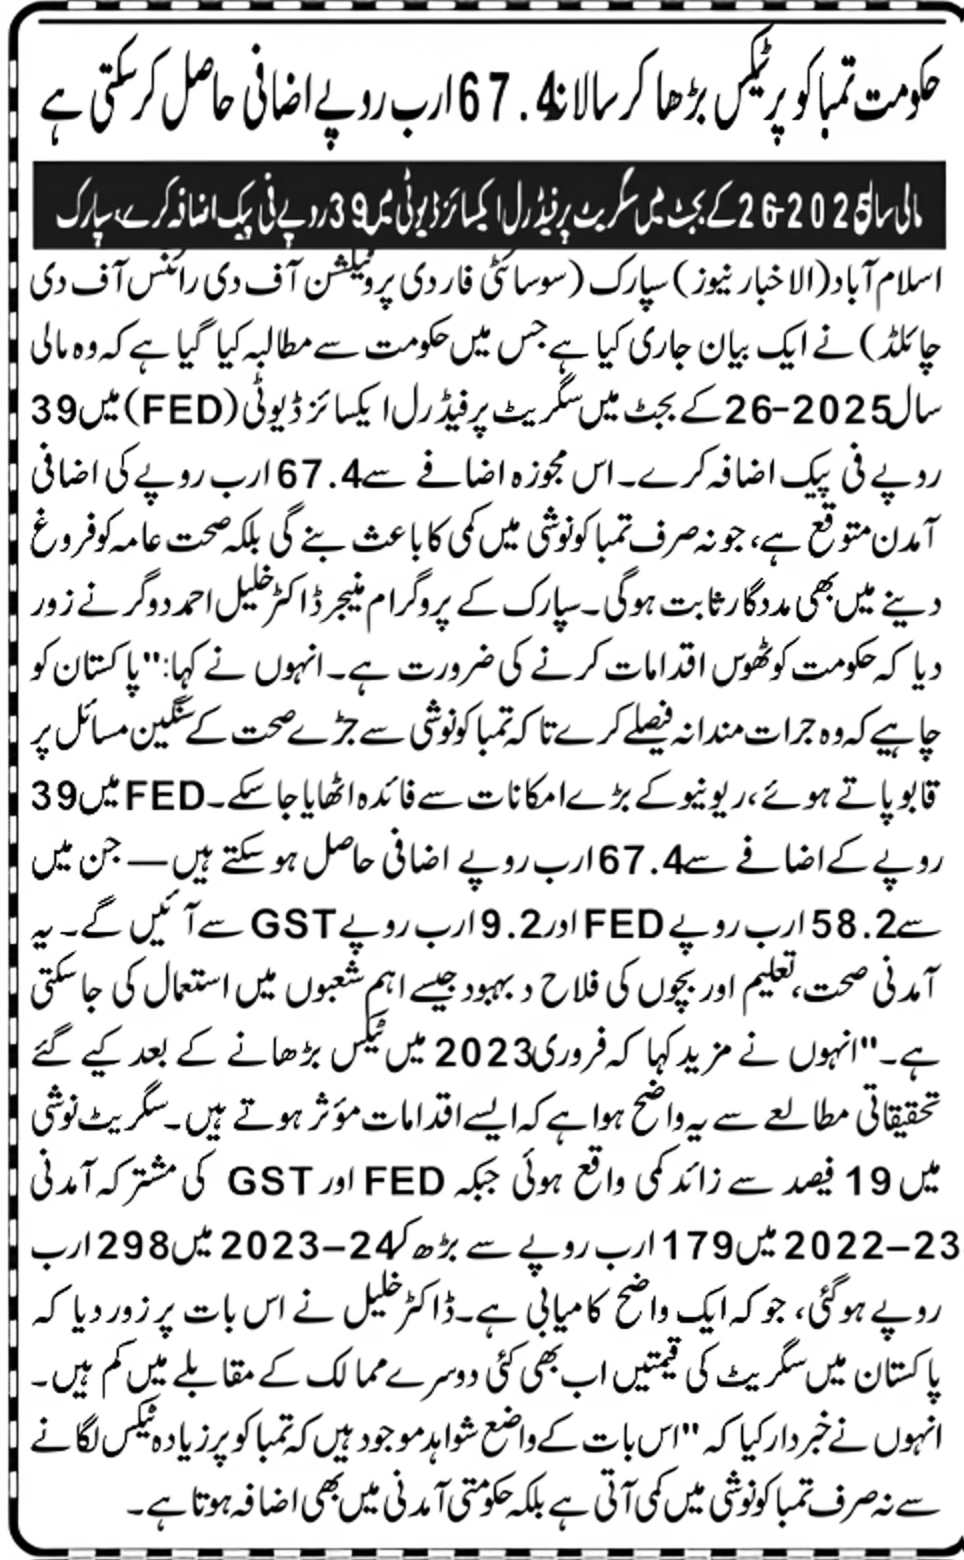 حکومت تمباکو پر ٹیکس بڑھا کر سالانہ 67.4 ارب روپے اضافی حاصل کر سکتی ہے
مالی سال 2025-26 کے بجٹ میں سگریٹ پر فیڈرل ایکسائز ڈیوٹی میں 39 روپے فی پیک اضافہ کرے، سپارک
اسلام آباد (الاخبار نیوز) سپارک (سوسائٹی فار دی پروٹیکشن آف دی رائٹس آف دی
چائلڈ) نے ایک بیان جاری کیا ہے جس میں حکومت سے مطالبہ کیا گیا ہے کہ وہ مالی
سال 2025-26 کے بجٹ میں سگریٹ پر فیڈرل ایکسائز ڈیوٹی (FED) میں 39
روپے فی پیک اضافہ کرے۔ اس مجوزہ اضافے سے 67.4 ارب روپے کی اضافی
آمدن متوقع ہے، جو نہ صرف تمباکو نوشی میں کمی کا باعث بنے گی بلکہ صحت عامہ کو فروغ
دینے میں بھی مددگار ثابت ہوگی۔ سپارک کے پروگرام منیجر ڈاکٹر خلیل احمد ڈوگر نے زور
دیا کہ حکومت کو ٹھوس اقدامات کرنے کی ضرورت ہے۔ انہوں نے کہا: "پاکستان کو
چاہیے کہ وہ جرات مندانہ فیصلے کرے تاکہ تمباکو نوشی سے جڑے صحت کے سنگین مسائل پر
قابو پاتے ہوئے، ریونیو کے بڑے امکانات سے فائدہ اٹھایا جا سکے۔ FED میں 39
روپے کے اضافے سے 67.4 ارب روپے اضافی حاصل ہو سکتے ہیں — جن میں
سے 58.2 ارب روپے FED اور 9.2 ارب روپے GST سے آئیں گے۔ یہ
آمدنی صحت، تعلیم اور بچوں کی فلاح و بہبود جیسے اہم شعبوں میں استعمال کی جا سکتی
ہے۔" انہوں نے مزید کہا کہ فروری 2023 میں ٹیکس بڑھانے کے بعد کیے گئے
تحقیقاتی مطالعے سے یہ واضح ہوا ہے کہ ایسے اقدامات مؤثر ہوتے ہیں۔ سگریٹ نوشی
میں 19 فیصد سے زائد کمی واقع ہوئی جبکہ FED اور GST کی مشترکہ آمدنی
2022–23 میں 179 ارب روپے سے بڑھ کر 2023–24 میں 298 ارب
روپے ہوگئی، جو کہ ایک واضح کامیابی ہے۔ ڈاکٹر خلیل نے اس بات پر زور دیا کہ
پاکستان میں سگریٹ کی قیمتیں اب بھی کئی دوسرے ممالک کے مقابلے میں کم ہیں۔
انہوں نے خبردار کیا کہ "اس بات کے واضع شواہد موجود ہیں کہ تمباکو پر زیادہ ٹیکس لگانے
سے نہ صرف تمباکو نوشی میں کمی آتی ہے بلکہ حکومتی آمدنی میں بھی اضافہ ہوتا ہے۔